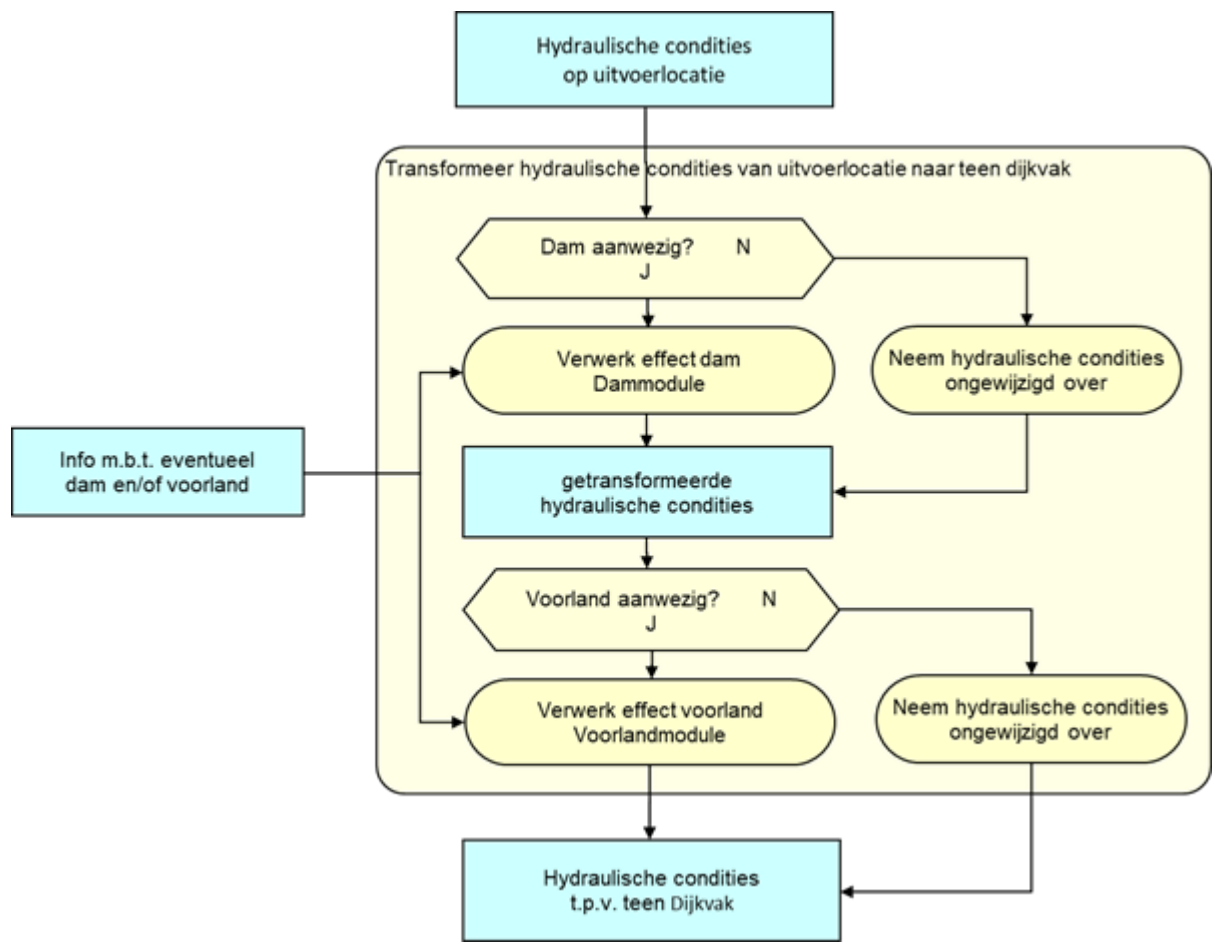 Hydraulische condities
op uitvoerlocatie
Transformeer hydraulische condities van uitvoerlocatie naar teen dijkvak
Dam aanwezig? N
J
Verwerk effect dam
Dammodule
Neem hydraulische condities
ongewijzigd over
Info m.b.t. eventueel
dam en/of voorland
getransformeerde
hydraulische condities
Voorland aanwezig? N
J
Verwerk effect voorland
Voorlandmodule
Neem hydraulische condities
ongewijzigd over
Hydraulische condities
t.p.v. teen Dijkvak